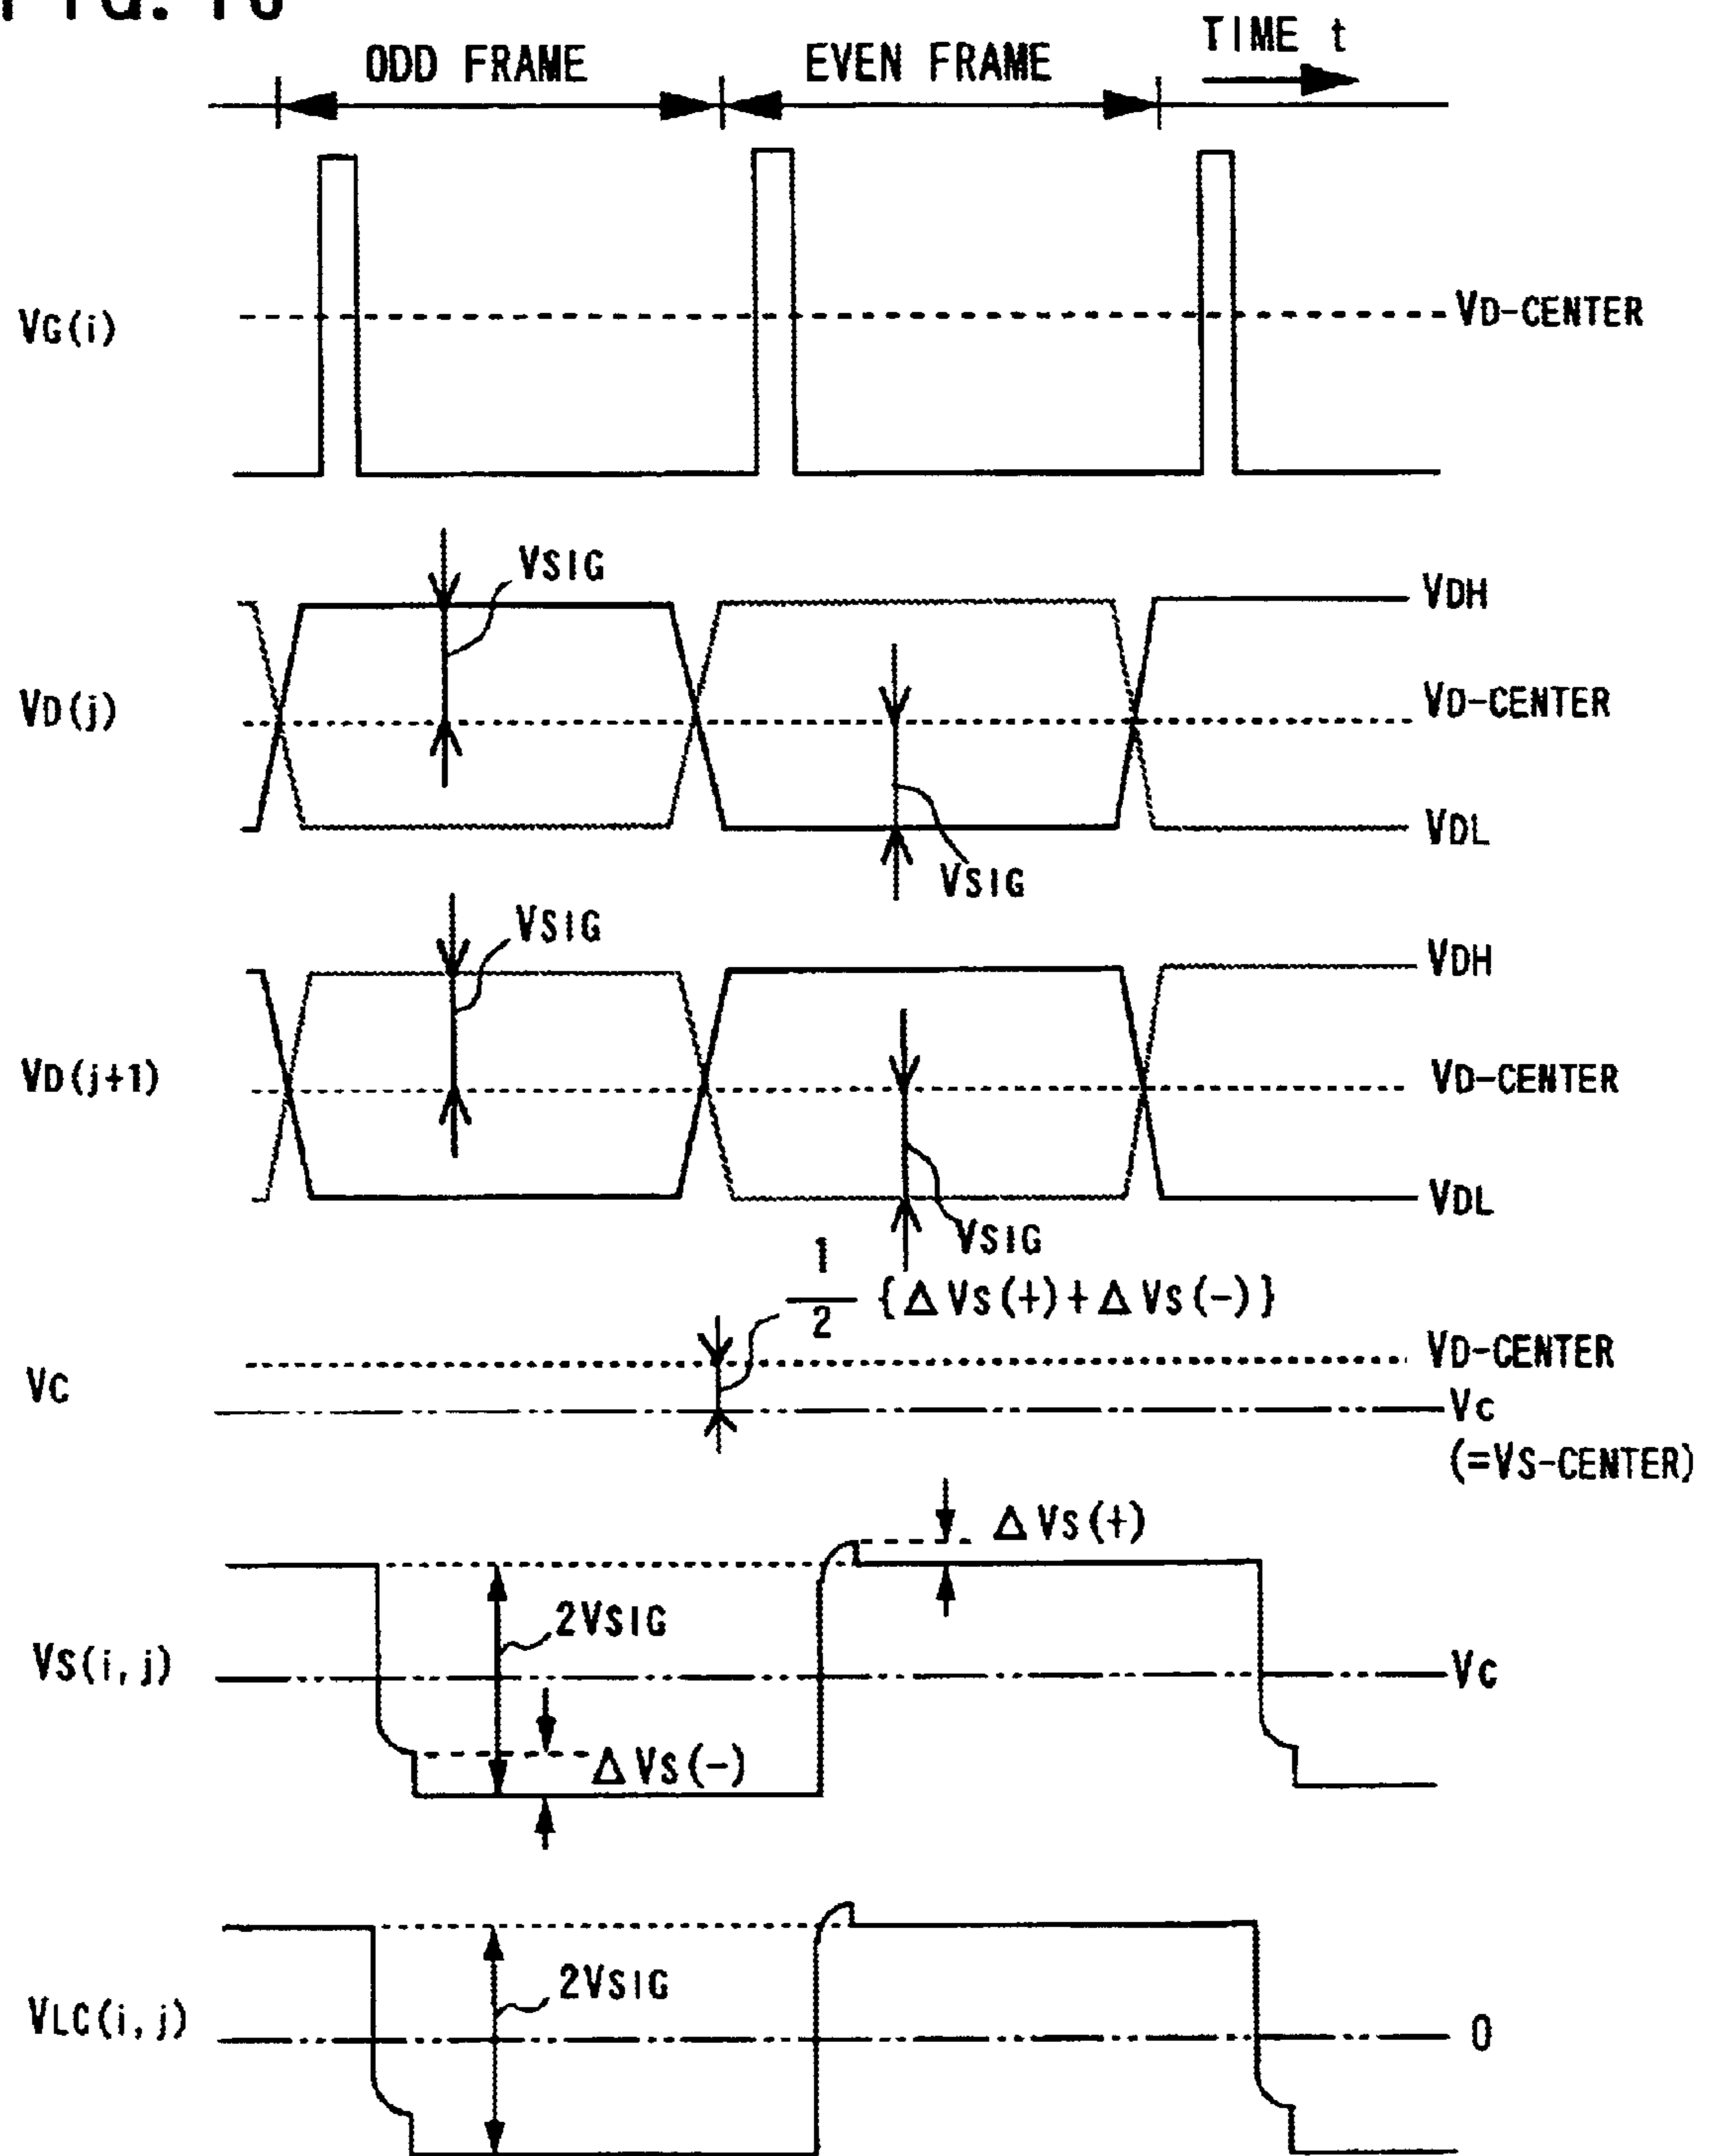 ODD FRAME EVEN FRAME TIME t
VG(i) VD-CENTER
VSIG
VDH
VD(j) VD-CENTER
VDL
VSIG
VSIG
VDH
VD(j+1) VD-CENTER
VDL
VSIG
1/2 {ΔVS(+)+ΔVS(-)}
VD-CENTER
VC
Vc
(=VS-CENTER)
ΔVS(+)
2VSIG
VS(i,j) VC
ΔVS(-)
2VSIG
VLC(i,j) 0